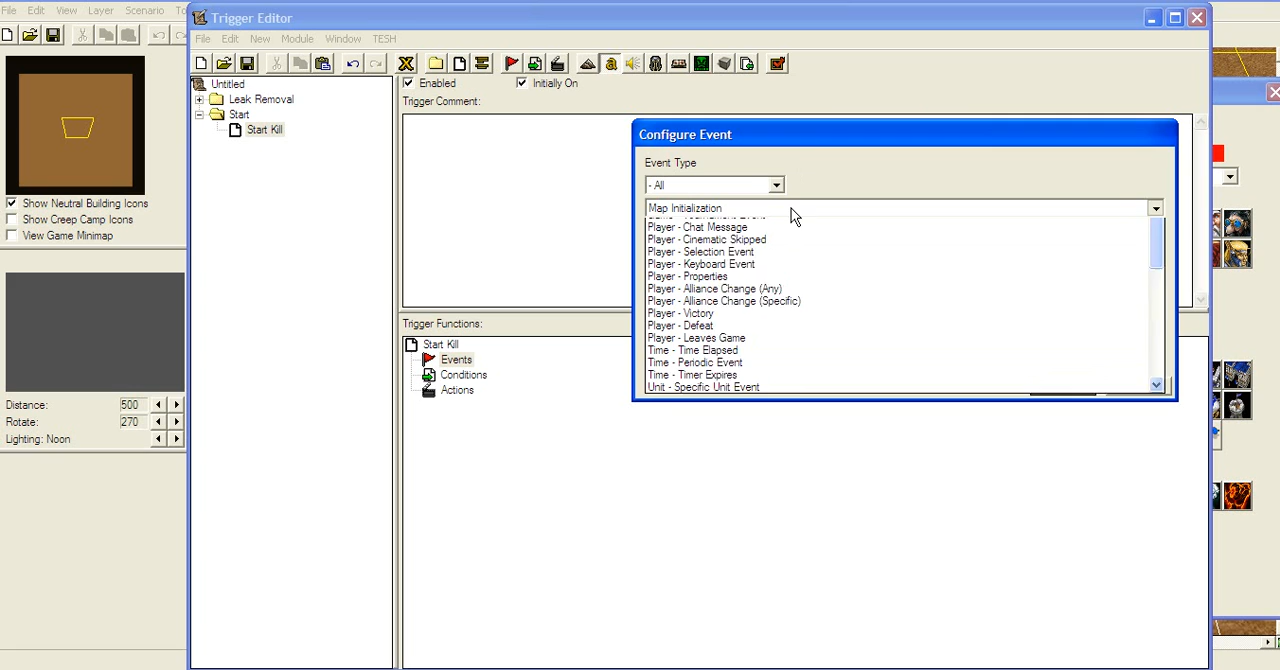 File Edit View Layer Scenario To
Trigger Editor
File Edit New Module Window TESH
Untitled
Leak Removal
Start
Start Kill
Show Neutral Building Icons
Show Creep Camp Icons
View Game Minimap
Distance: 500
Rotate: 270
Lighting: Noon
Enabled
Initially On
Trigger Comment:
Configure Event
Event Type
- All
Map Initialization
Player - Chat Message
Player - Cinematic Skipped
Player - Selection Event
Player - Keyboard Event
Player - Properties
Player - Alliance Change (Any)
Player - Alliance Change (Specific)
Player - Victory
Player - Defeat
Player - Leaves Game
Time - Time Elapsed
Time - Periodic Event
Time - Timer Expires
Unit - Specific Unit Event
Trigger Functions:
Start Kill
Events
Conditions
Actions